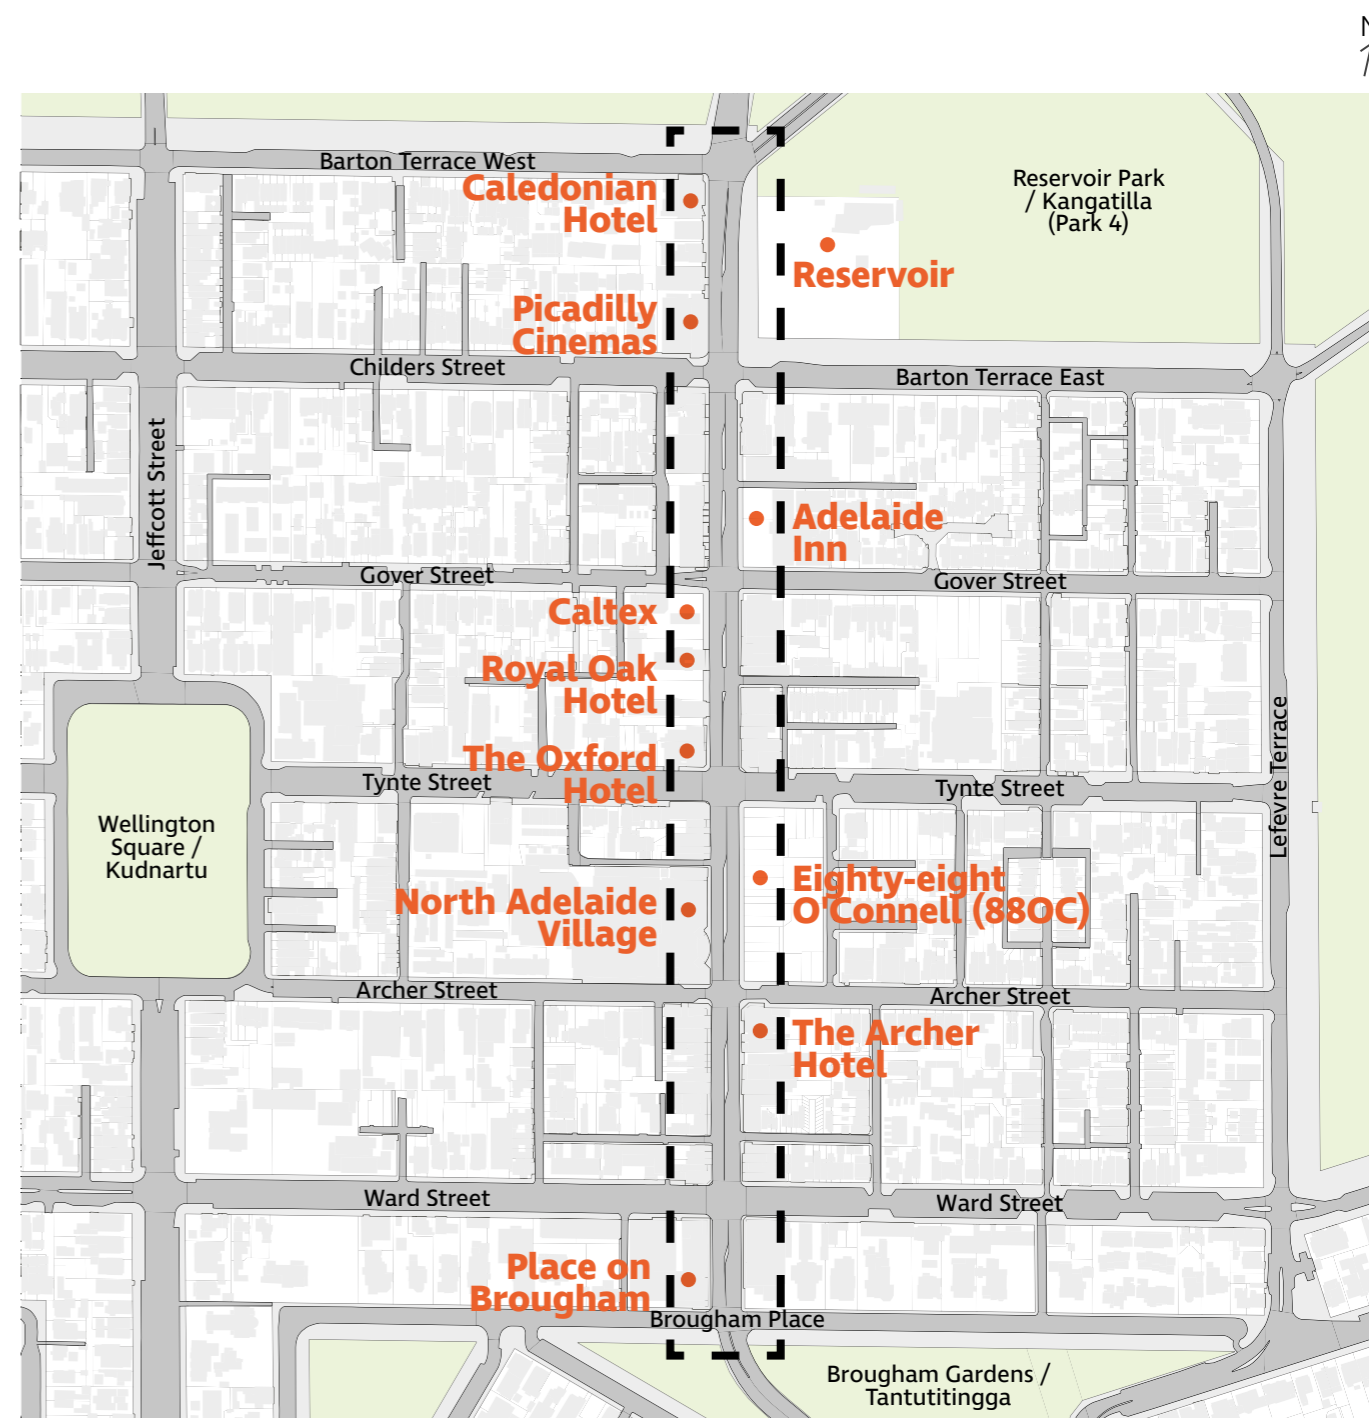 N
Barton Terrace West
Caledonian
Hotel
Reservoir Park
/ Kangatilla
(Park 4)
Reservoir
Picadilly
Cinemas
Childers Street
Barton Terrace East
Jeffcott Street
Adelaide
Inn
Gover Street
Gover Street
Caltex
Royal Oak
Hotel
The Oxford
Hotel
Tynte Street
Tynte Street
Lefevre Terrace
Wellington
Square /
Kudnartu
Eighty-eight
O'Connell (88OC)
North Adelaide
Village
Archer Street
Archer Street
The Archer
Hotel
Ward Street
Ward Street
Place on
Brougham
Brougham Place
Brougham Gardens /
Tantutitingga